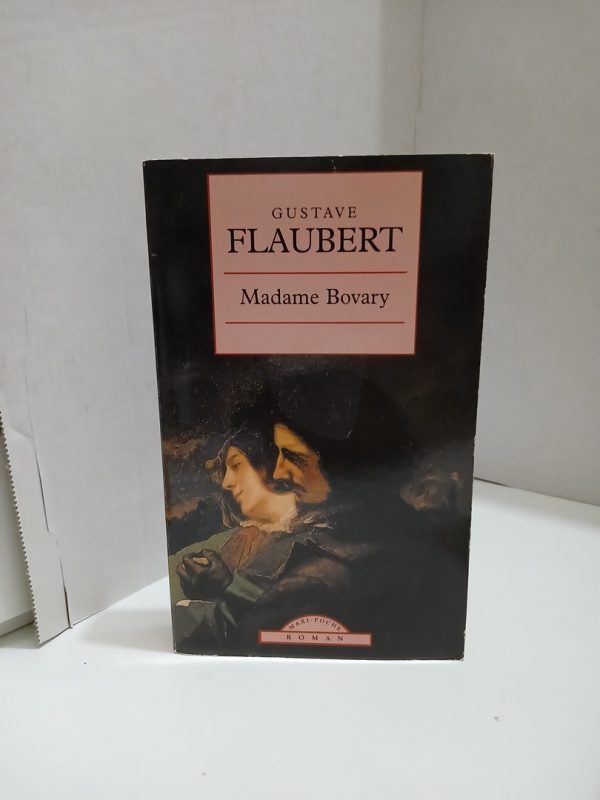 GUSTAVE
FLAUBERT
Madame Bovary
MAXI-POCHE
ROMAN